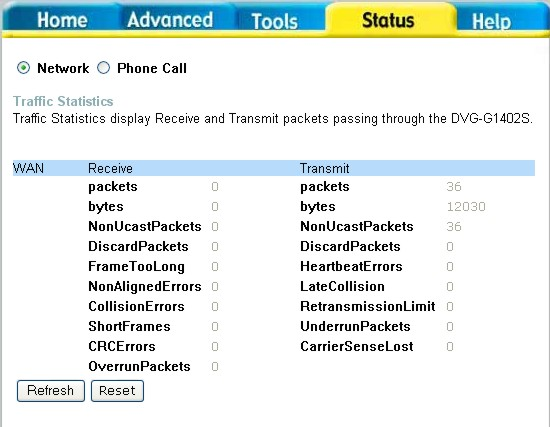 Home Advanced Tools Status Help
Network Phone Call
Traffic Statistics
Traffic Statistics display Receive and Transmit packets passing through the DVG-G1402S.
WAN Receive Transmit
packets 0 packets 36
bytes 0 bytes 12030
NonUcastPackets 0 NonUcastPackets 36
DiscardPackets 0 DiscardPackets 0
FrameTooLong 0 HeartbeatErrors 0
NonAlignedErrors 0 LateCollision 0
CollisionErrors 0 RetransmissionLimit 0
ShortFrames 0 UnderrunPackets 0
CRCErrors 0 CarrierSenseLost 0
OverrunPackets 0
Refresh Reset